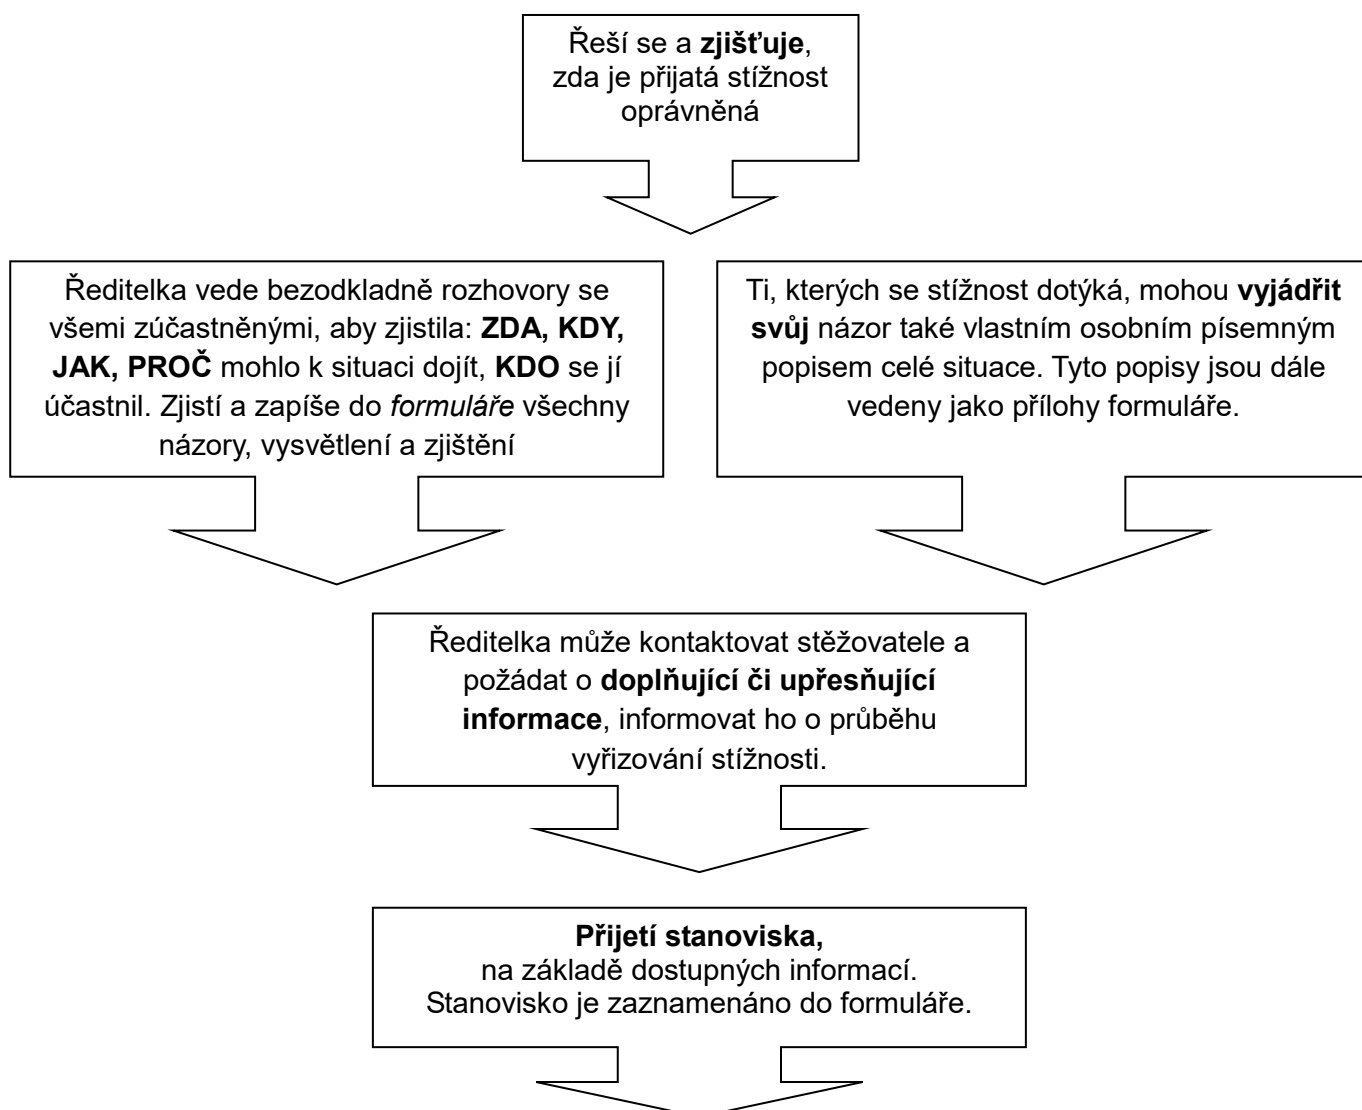 Řeší se a zjišťuje,
zda je přijatá stížnost
oprávněná
Ředitelka vede bezodkladně rozhovory se
všemi zúčastněnými, aby zjistila: ZDA, KDY,
JAK, PROČ mohlo k situaci dojít, KDO se jí
účastnil. Zjistí a zapíše do formuláře všechny
názory, vysvětlení a zjištění
Ti, kterých se stížnost dotýká, mohou vyjádřit
svůj názor také vlastním osobním písemným
popisem celé situace. Tyto popisy jsou dále
vedeny jako přílohy formuláře.
Ředitelka může kontaktovat stěžovatele a
požádat o doplňující či upřesňující
informace, informovat ho o průběhu
vyřizování stížnosti.
Přijetí stanoviska,
na základě dostupných informací.
Stanovisko je zaznamenáno do formuláře.